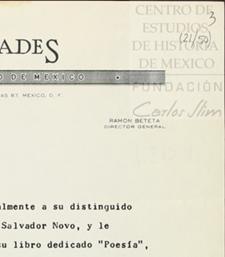 CENTRO DE
ESTUDIOS
DE HISTORIA
DE MEXICO
FUNDACIÓN
Carlos Slim
3
(21/50)
ADES
O DE MEXICO
AS 87. MEXICO, D. F.
RAMON BETETA
DIRECTOR GENERAL
lmente a su distinguido
Salvador Novo, y le
su libro dedicado "Poesía",